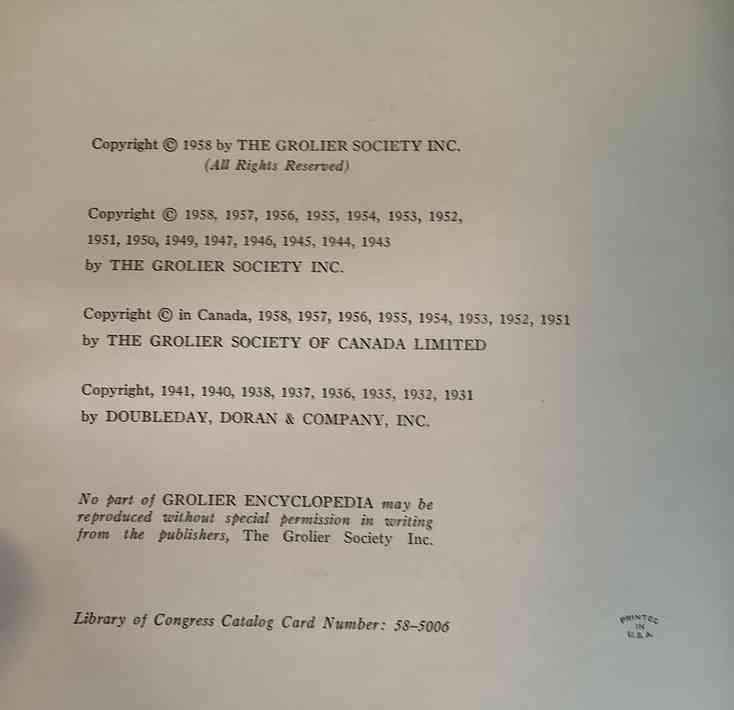 Copyright © 1958 by THE GROLIER SOCIETY INC.
(All Rights Reserved)
Copyright © 1958, 1957, 1956, 1955, 1954, 1953, 1952,
1951, 1950, 1949, 1947, 1946, 1945, 1944, 1943
by THE GROLIER SOCIETY INC.
Copyright © in Canada, 1958, 1957, 1956, 1955, 1954, 1953, 1952, 1951
by THE GROLIER SOCIETY OF CANADA LIMITED
Copyright, 1941, 1940, 1938, 1937, 1936, 1935, 1932, 1931
by DOUBLEDAY, DORAN & COMPANY, INC.
No part of GROLIER ENCYCLOPEDIA may be
reproduced without special permission in writing
from the publishers, The Grolier Society Inc.
Library of Congress Catalog Card Number: 58–5006
PRINTED
IN
U.S.A.